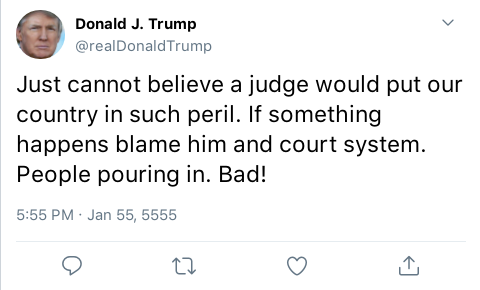 Donald J. Trump
@realDonaldTrump
Just cannot believe a judge would put our
country in such peril. If something
happens blame him and court system.
People pouring in. Bad!
5:55 PM · Jan 55, 5555